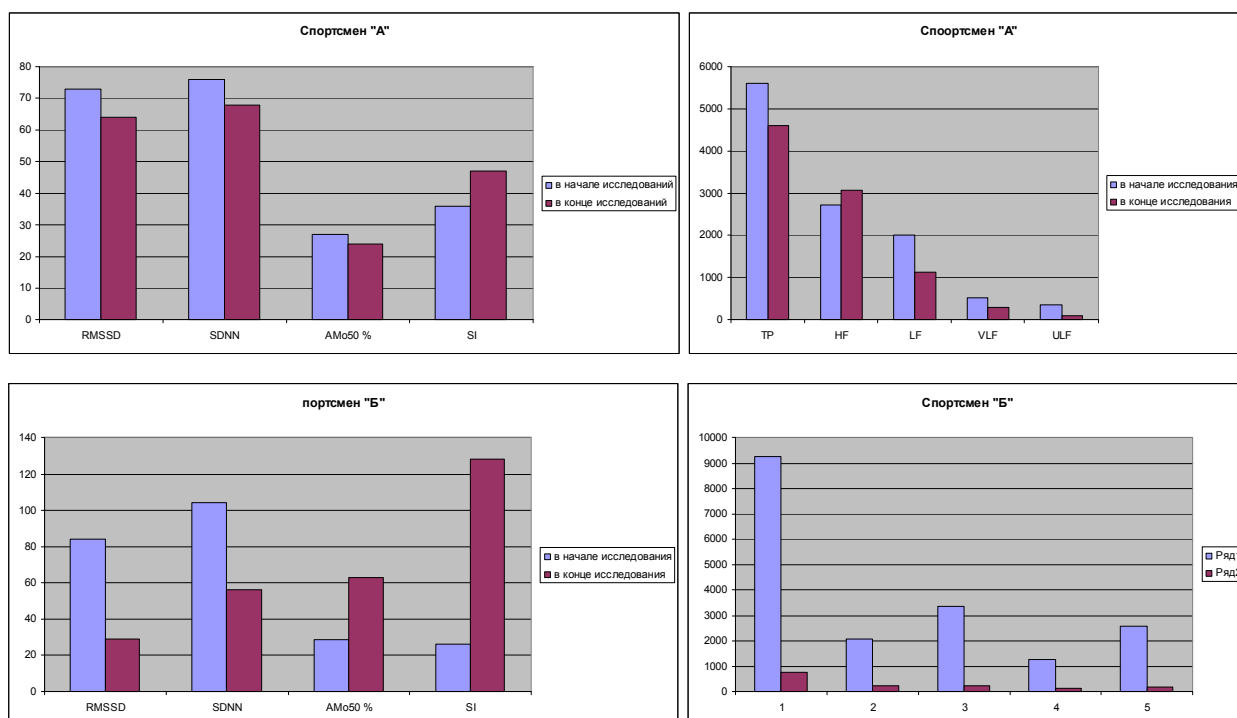 Спортсмен "А"
80
70
60
50
40
30
20
10
0
RMSSD SDNN AMo50 % SI
в начале исследований
в конце исследований
Споортсмен "А"
6000
5000
4000
3000
2000
1000
0
TP HF LF VLF ULF
в начале исследования
в конце исследования
портсмен "Б"
140
120
100
80
60
40
20
0
RMSSD SDNN AMo50 % SI
в начале исследования
в конце исследования
Спортсмен "Б"
10000
9000
8000
7000
6000
5000
4000
3000
2000
1000
0
1 2 3 4 5
Ряд1
Ряд2